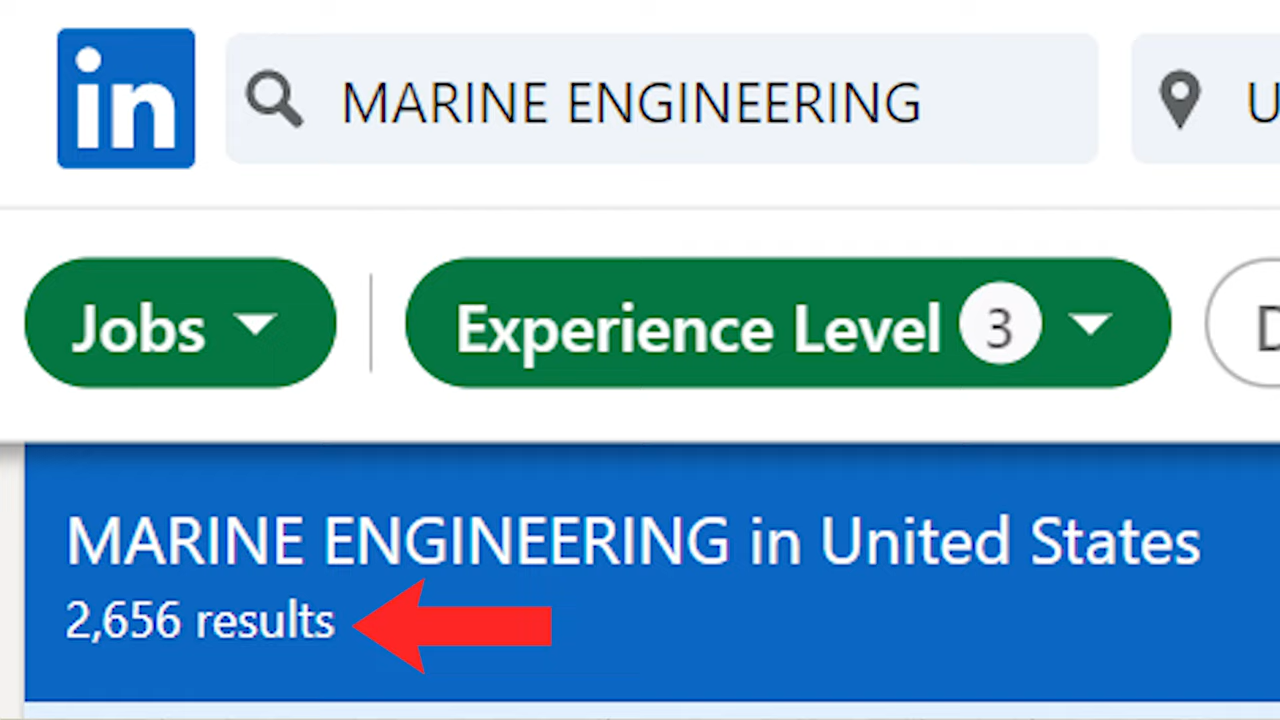 in
MARINE ENGINEERING
U
Jobs
Experience Level 3
D
MARINE ENGINEERING in United States
2,656 results